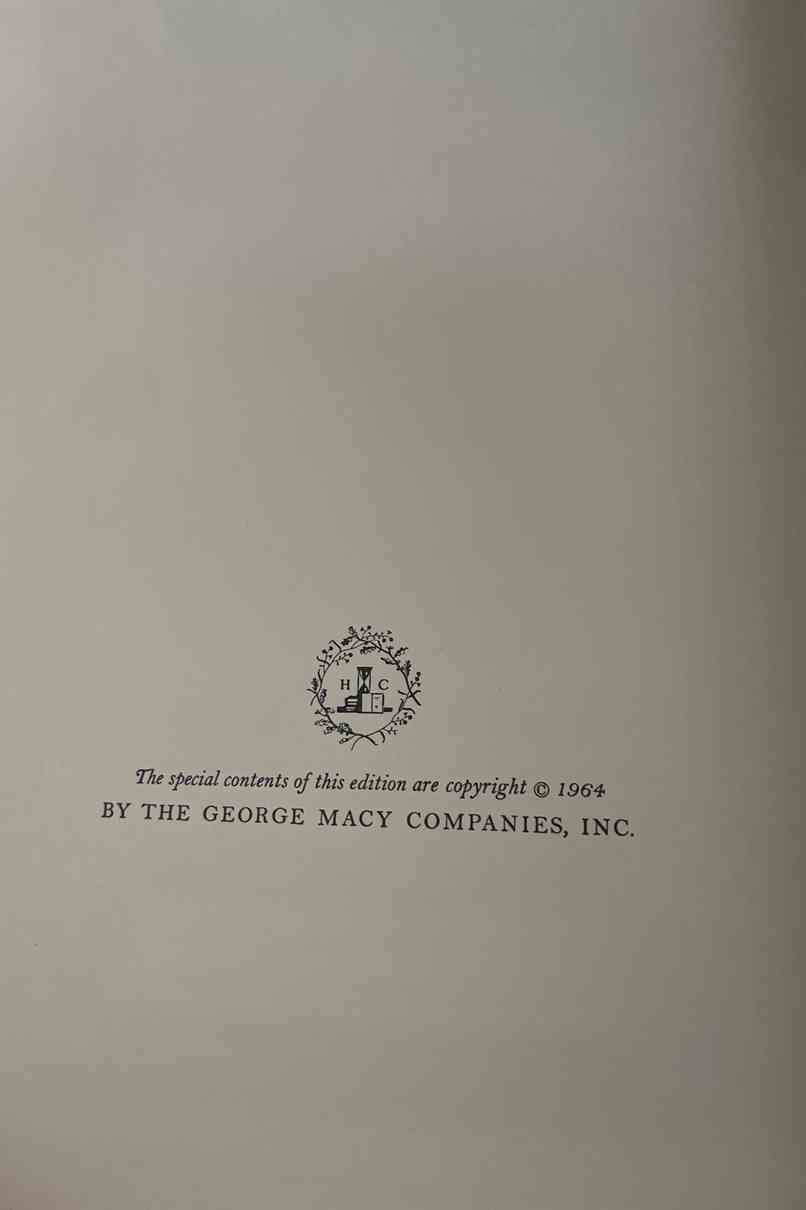 H C
The special contents of this edition are copyright © 1964
BY THE GEORGE MACY COMPANIES, INC.